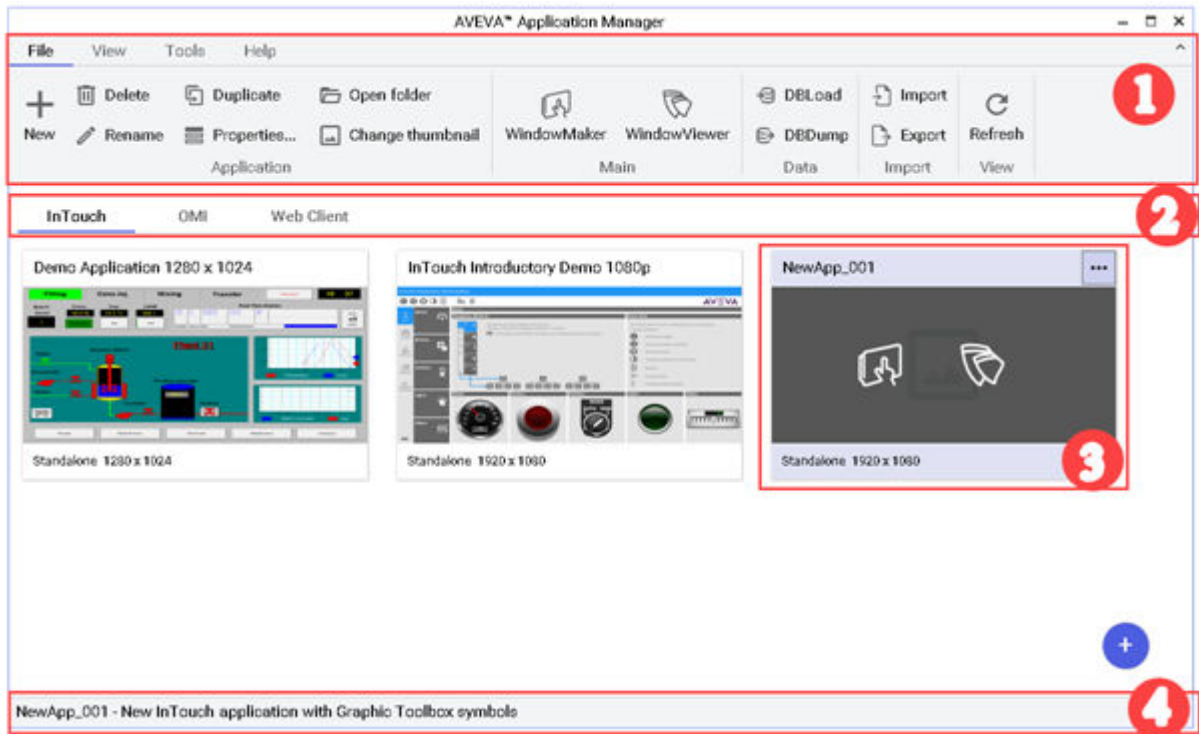 AVEVA™ Application Manager
File View Tools Help
1
New Delete Duplicate Open folder WindowMaker WindowViewer DBLoad Import Refresh
Rename Properties... Change thumbnail DBDump Export
Application Main Data Import View
InTouch OMI Web Client
2
Demo Application 1280 x 1024
InTouch Introductory Demo 1080p
NewApp_001
AVEVA
Standalone 1280 x 1024
Standalone 1920 x 1080
Standalone 1920 x 1080
3
NewApp_001 - New InTouch application with Graphic Toolbox symbols
4